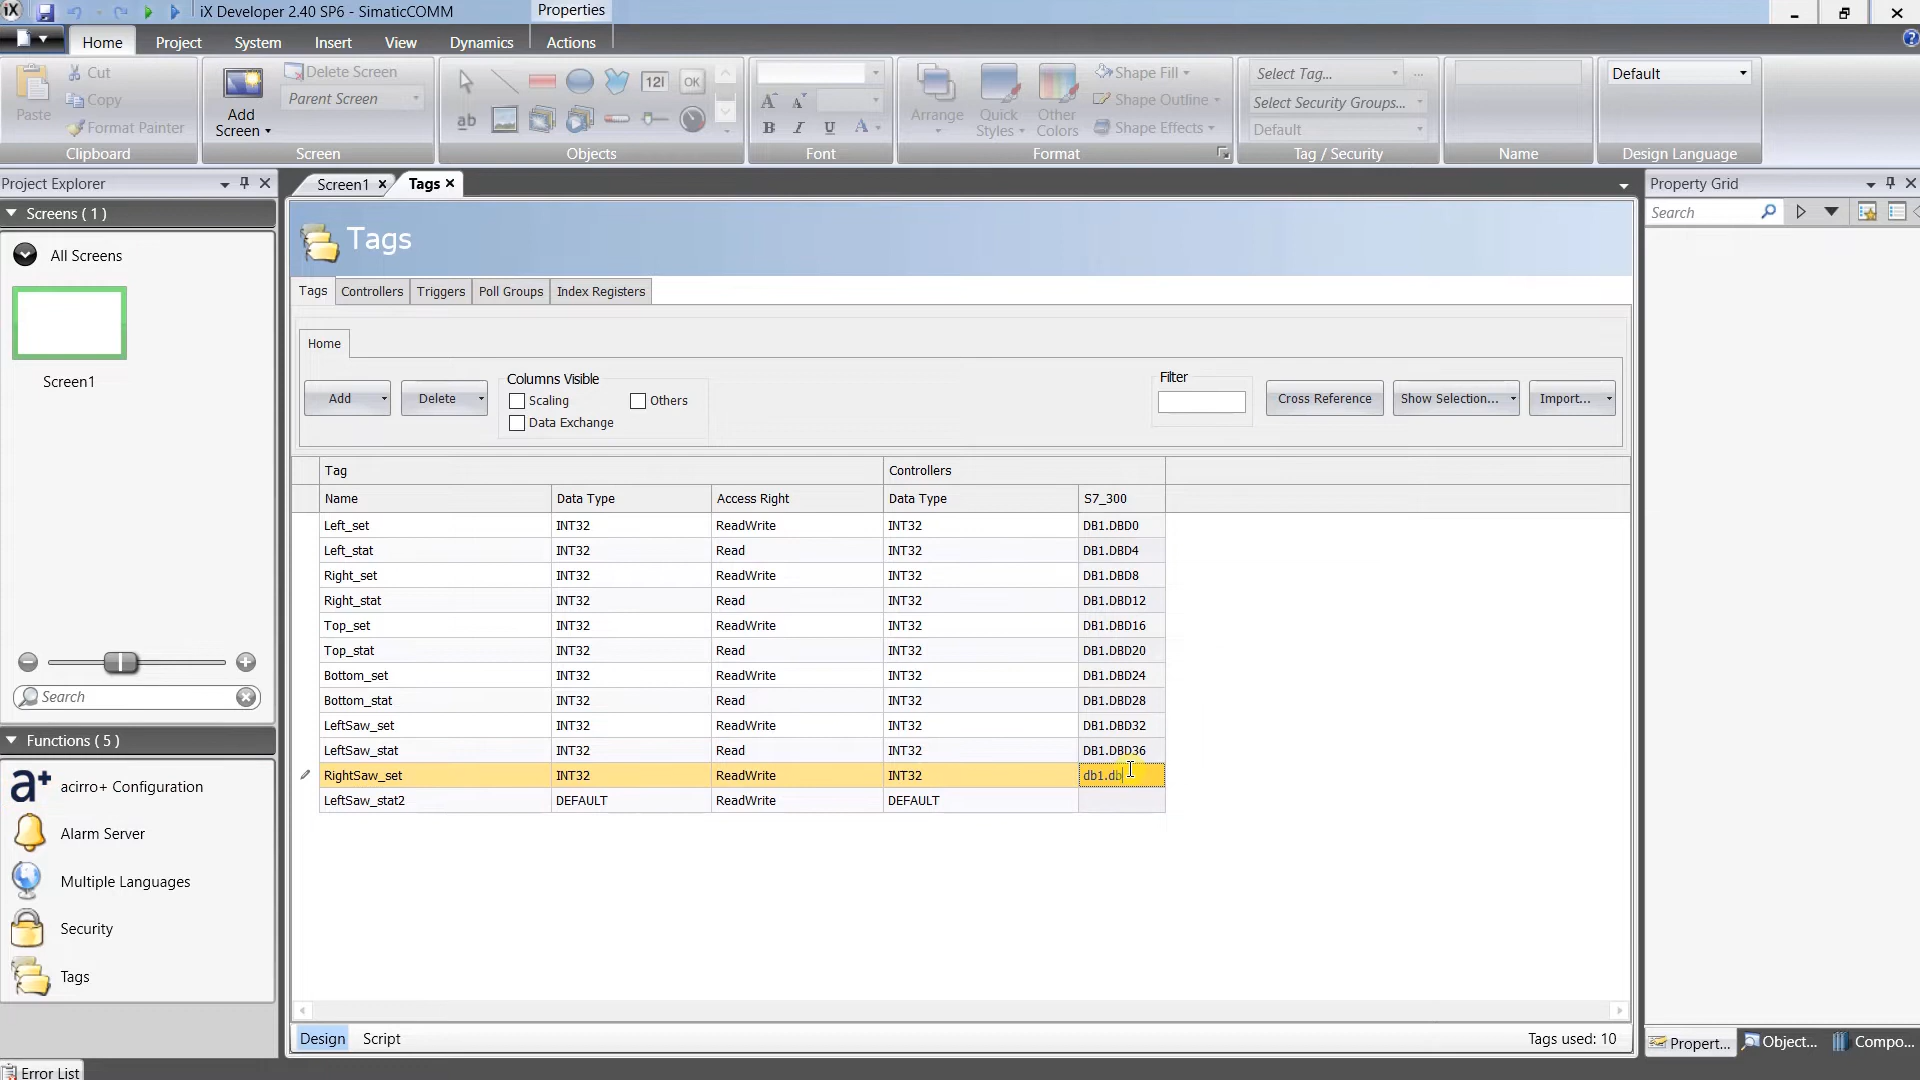 iX Developer 2.40 SP6 - SimaticCOMM
Properties
Home Project System Insert View Dynamics Actions
Paste
Cut
Copy
Format Painter
Clipboard
Add Screen
Delete Screen
Parent Screen
Screen
ab
12I
OK
Objects
A A
B I U A
Font
Arrange
Quick Styles
Other Colors
Shape Fill
Shape Outline
Shape Effects
Format
Select Tag...
...
Select Security Groups...
Default
Tag / Security
Name
Default
Design Language
Project Explorer
Screens ( 1 )
All Screens
Screen1
Search
Functions ( 5 )
a+ acirro+ Configuration
Alarm Server
Multiple Languages
Security
Tags
Error List
Screen1
Tags
Tags
Tags Controllers Triggers Poll Groups Index Registers
Home
Add
Delete
Columns Visible
Scaling
Others
Data Exchange
Filter
Cross Reference
Show Selection...
Import...
Tag Controllers
Name Data Type Access Right Data Type S7_300
Left_set INT32 ReadWrite INT32 DB1.DBD0
Left_stat INT32 Read INT32 DB1.DBD4
Right_set INT32 ReadWrite INT32 DB1.DBD8
Right_stat INT32 Read INT32 DB1.DBD12
Top_set INT32 ReadWrite INT32 DB1.DBD16
Top_stat INT32 Read INT32 DB1.DBD20
Bottom_set INT32 ReadWrite INT32 DB1.DBD24
Bottom_stat INT32 Read INT32 DB1.DBD28
LeftSaw_set INT32 ReadWrite INT32 DB1.DBD32
LeftSaw_stat INT32 Read INT32 DB1.DBD36
RightSaw_set INT32 ReadWrite INT32 db1.db
LeftSaw_stat2 DEFAULT ReadWrite DEFAULT
Design Script
Tags used: 10
Property Grid
Search
Propert...
Object...
Compo...